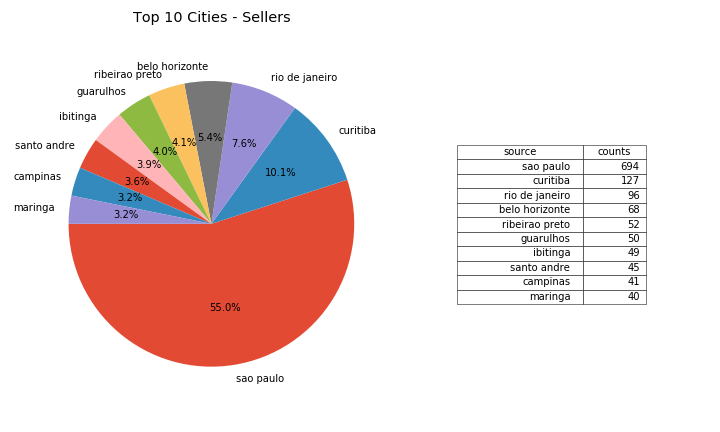 Top 10 Cities - Sellers
belo horizonte
ribeirao preto
rio de janeiro
guarulhos
ibitinga
curitiba
santo andre
campinas
maringa
sao paulo
5.4%
4.1%
7.6%
4.0%
3.9%
10.1%
3.6%
3.2%
3.2%
55.0%
source counts
sao paulo 694
curitiba 127
rio de janeiro 96
belo horizonte 68
ribeirao preto 52
guarulhos 50
ibitinga 49
santo andre 45
campinas 41
maringa 40